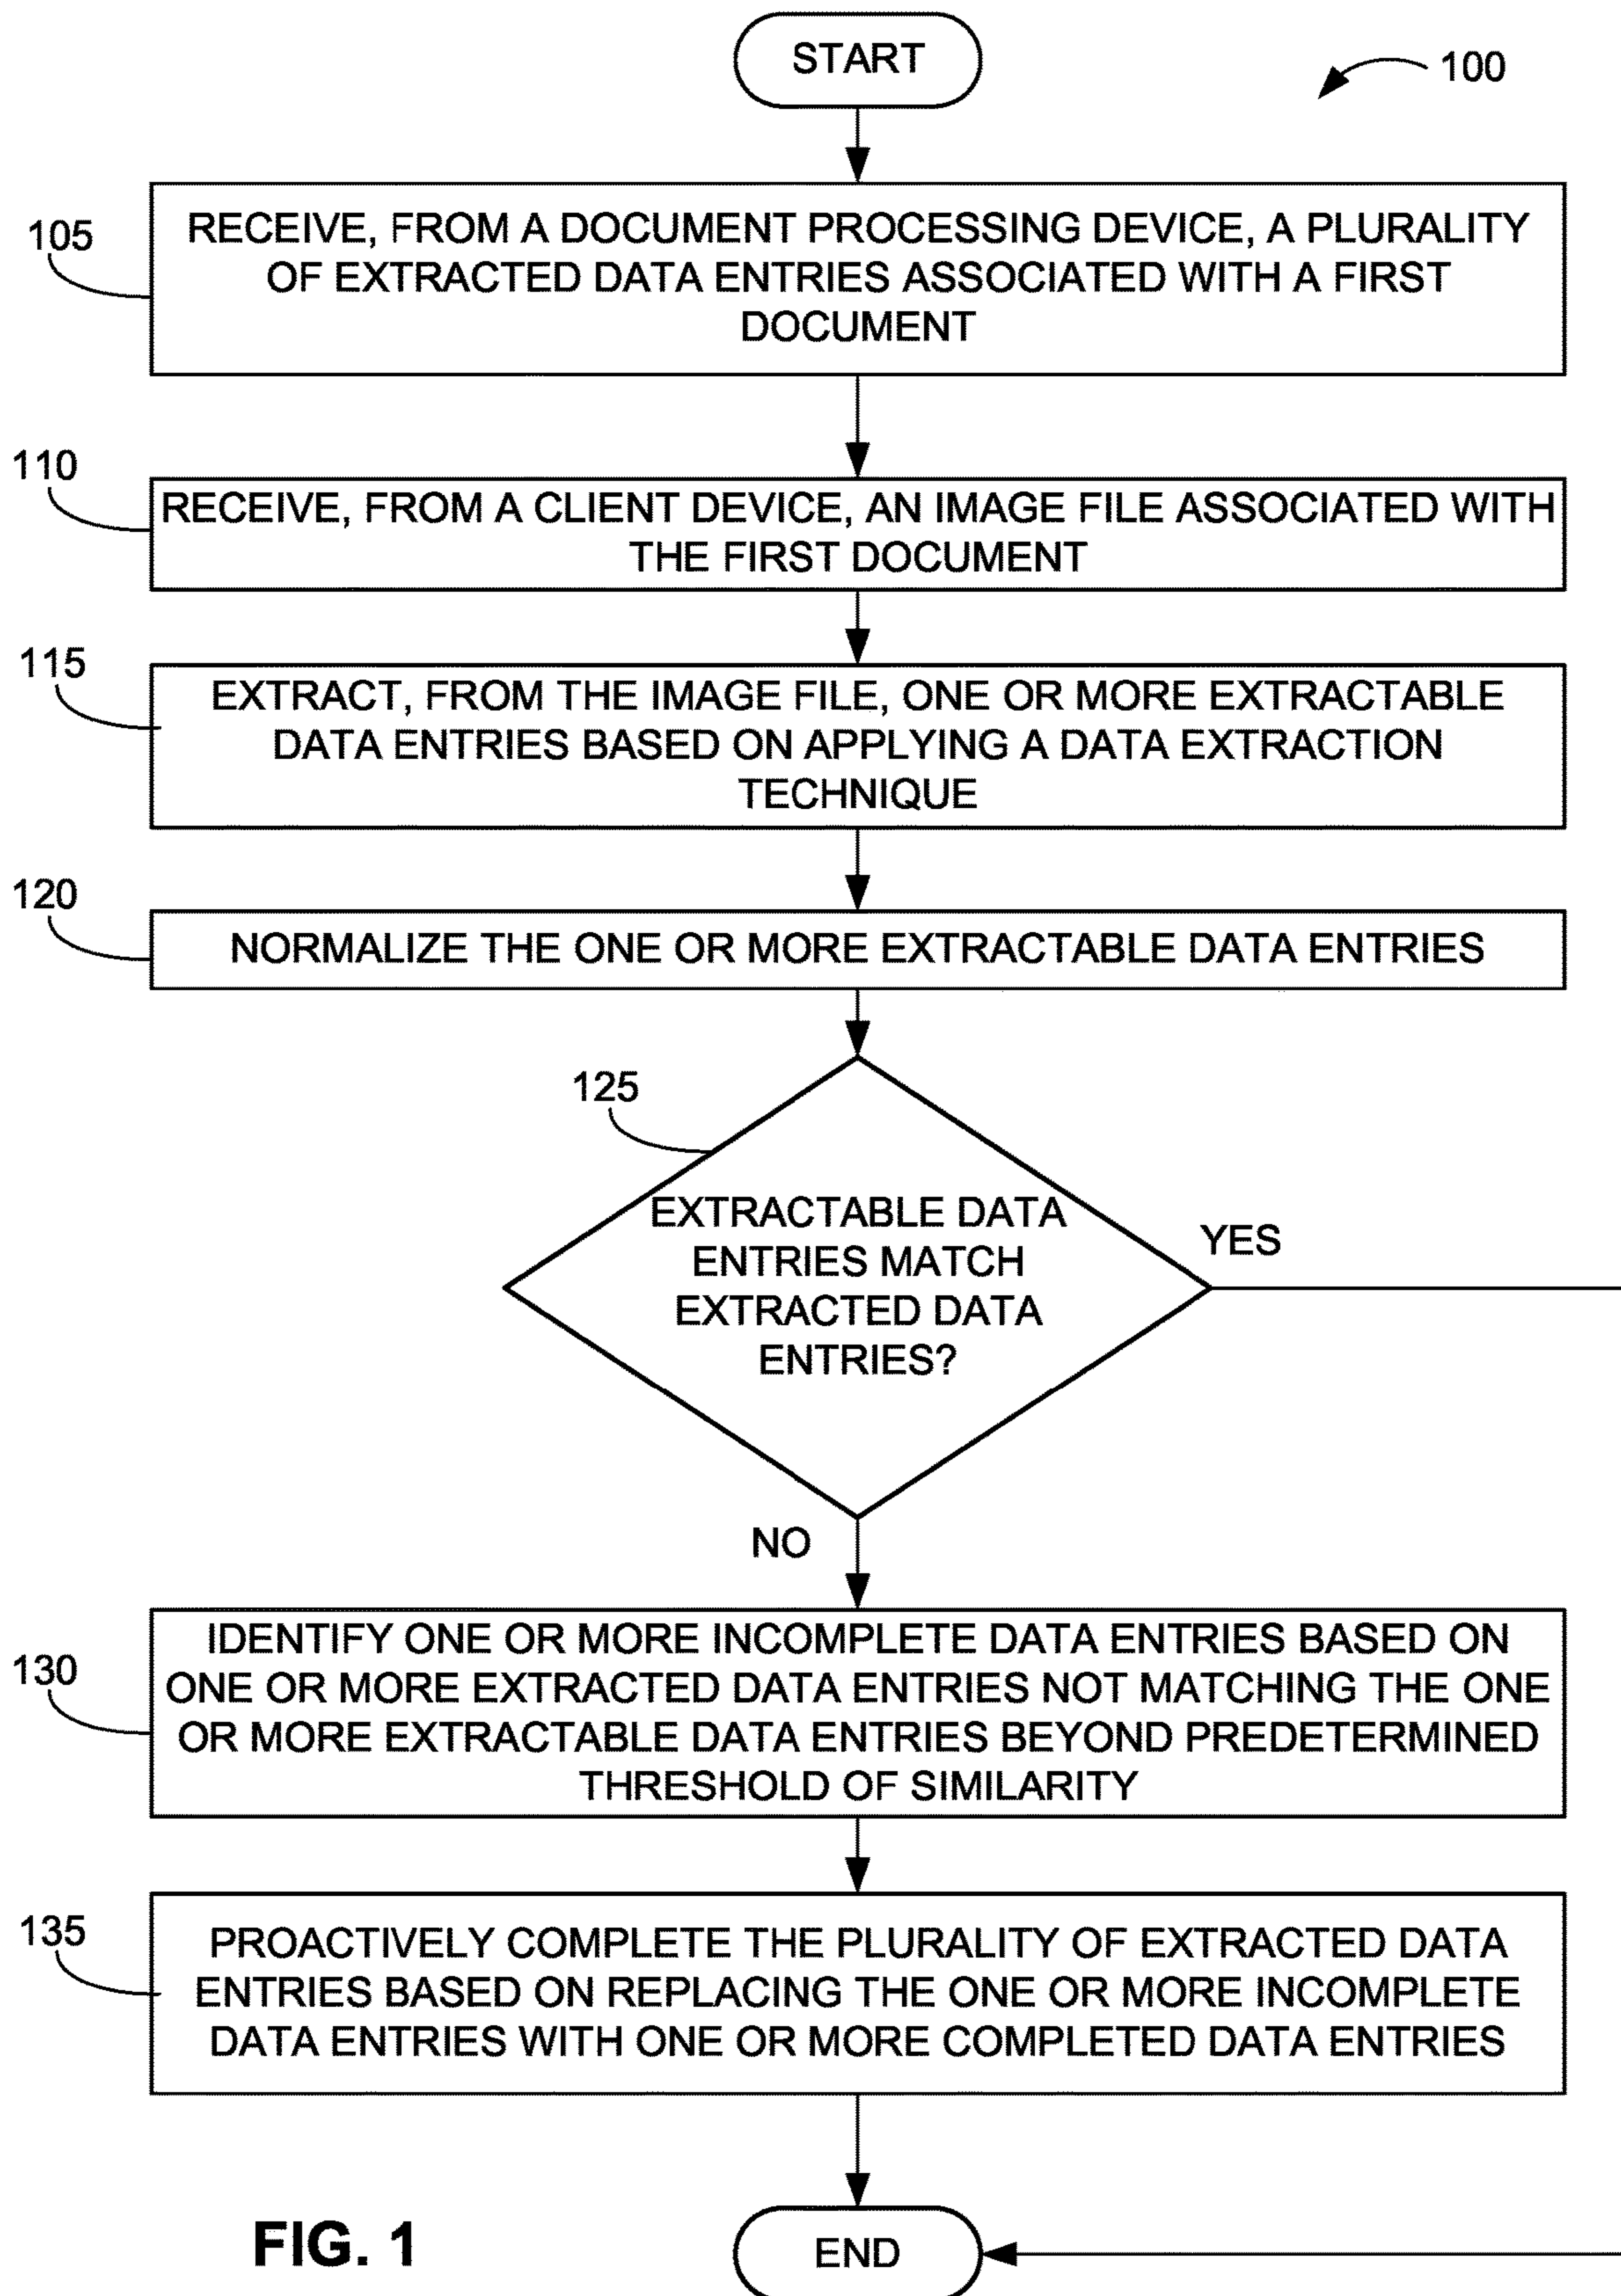 START
100
105
RECEIVE, FROM A DOCUMENT PROCESSING DEVICE, A PLURALITY
OF EXTRACTED DATA ENTRIES ASSOCIATED WITH A FIRST
DOCUMENT
110
RECEIVE, FROM A CLIENT DEVICE, AN IMAGE FILE ASSOCIATED WITH
THE FIRST DOCUMENT
115
EXTRACT, FROM THE IMAGE FILE, ONE OR MORE EXTRACTABLE
DATA ENTRIES BASED ON APPLYING A DATA EXTRACTION
TECHNIQUE
120
NORMALIZE THE ONE OR MORE EXTRACTABLE DATA ENTRIES
125
EXTRACTABLE DATA
ENTRIES MATCH
EXTRACTED DATA
ENTRIES?
YES
NO
130
IDENTIFY ONE OR MORE INCOMPLETE DATA ENTRIES BASED ON
ONE OR MORE EXTRACTED DATA ENTRIES NOT MATCHING THE ONE
OR MORE EXTRACTABLE DATA ENTRIES BEYOND PREDETERMINED
THRESHOLD OF SIMILARITY
135
PROACTIVELY COMPLETE THE PLURALITY OF EXTRACTED DATA
ENTRIES BASED ON REPLACING THE ONE OR MORE INCOMPLETE
DATA ENTRIES WITH ONE OR MORE COMPLETED DATA ENTRIES
FIG. 1
END